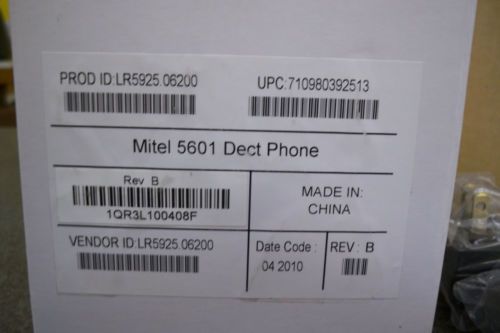 PROD ID:LR5925.06200
UPC:710980392513
Mitel 5601 Dect Phone
Rev B
1QR3L100408F
MADE IN:
CHINA
VENDOR ID:LR5925.06200
Date Code :
04 2010
REV : B